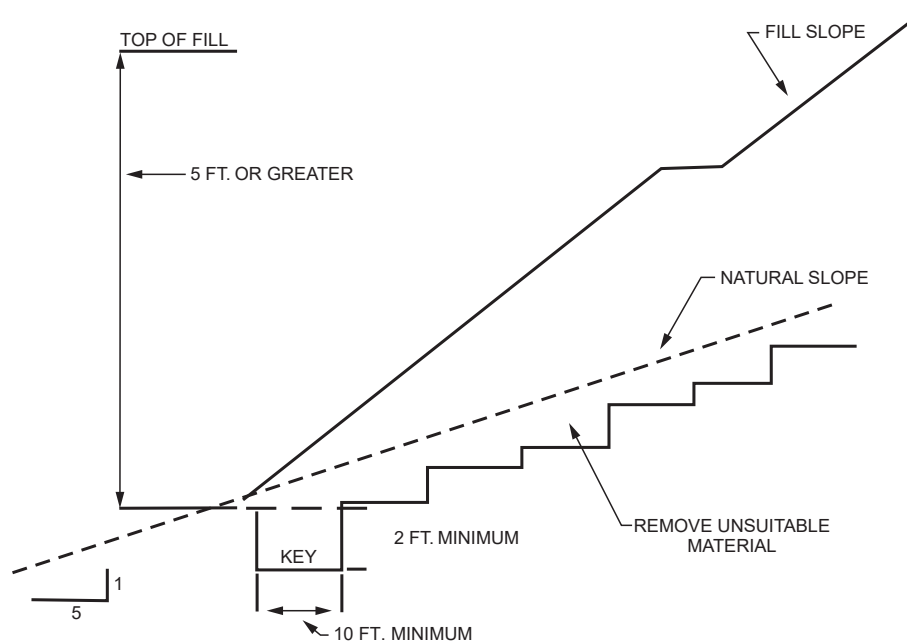 TOP OF FILL
FILL SLOPE
5 FT. OR GREATER
NATURAL SLOPE
2 FT. MINIMUM
REMOVE UNSUITABLE
MATERIAL
KEY
1
5
10 FT. MINIMUM